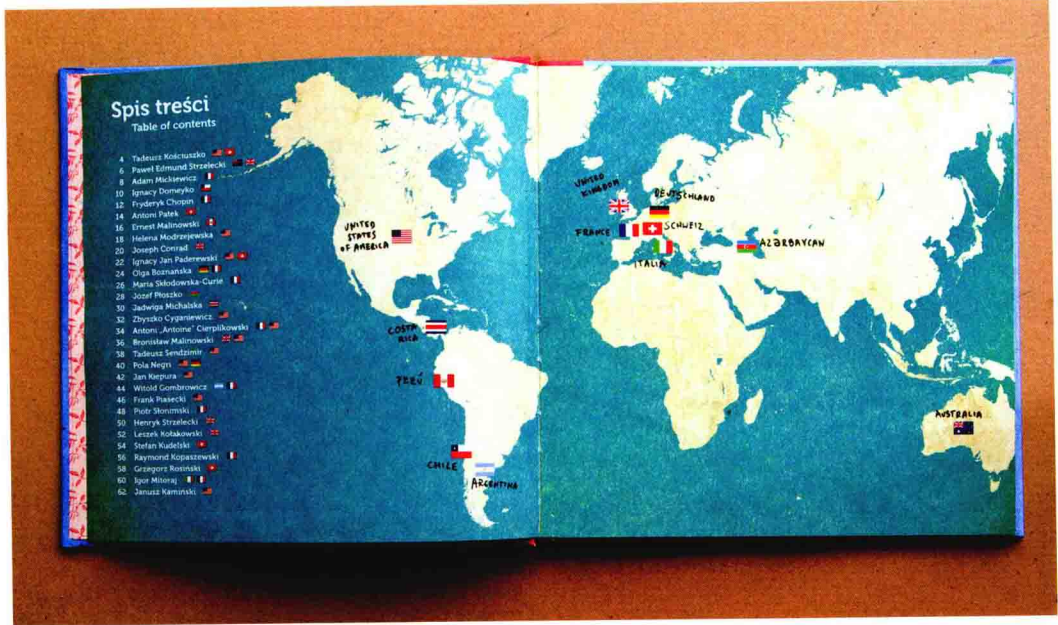 Spis treści
Table of contents
4 Tadeusz Kościuszko
6 Paweł Edmund Strzelecki
8 Adam Mickiewicz
10 Ignacy Domeyko
12 Fryderyk Chopin
14 Antoni Patek
16 Ernest Malinowski
18 Helena Modrzejewska
20 Joseph Conrad
22 Ignacy Jan Paderewski
24 Olga Boznańska
26 Maria Skłodowska-Curie
28 Józef Płoszko
30 Jadwiga Michalska
32 Zbyszko Cyganiewicz
34 Antoni „Antoine” Cierplikowski
36 Bronisław Malinowski
38 Tadeusz Sendzimir
40 Pola Negri
42 Jan Kiepura
44 Witold Gombrowicz
46 Frank Piasecki
48 Piotr Słonimski
50 Henryk Strzelecki
52 Leszek Kołakowski
54 Stefan Kudelski
56 Raymond Kopaszewski
58 Grzegorz Rosiński
60 Igor Mitoraj
62 Janusz Kamiński
UNITED
STATES
OF AMERICA
COSTA
RICA
PERÚ
CHILE
ARGENTINA
UNITED
KINGDOM
DEUTSCHLAND
FRANCE
SCHWEIZ
ITALIA
AZƏRBAYCAN
AUSTRALIA